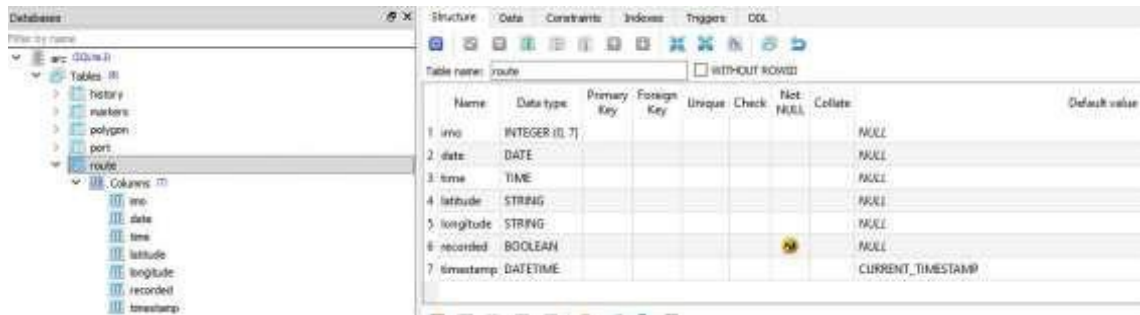 Databases
Filter by name
arc (SQLite 3)
Tables
history
markers
polygon
port
route
Columns (7)
imo
date
time
latitude
longitude
recorded
timestamp
Structure Data Constraints Indexes Triggers DDL
Table name: route WITHOUT ROWID
Name Data type Primary Key Foreign Key Unique Check Not NULL Collate Default value
1 imo INTEGER (0, 7) NULL
2 date DATE NULL
3 time TIME NULL
4 latitude STRING NULL
5 longitude STRING NULL
6 recorded BOOLEAN NULL
7 timestamp DATETIME CURRENT_TIMESTAMP